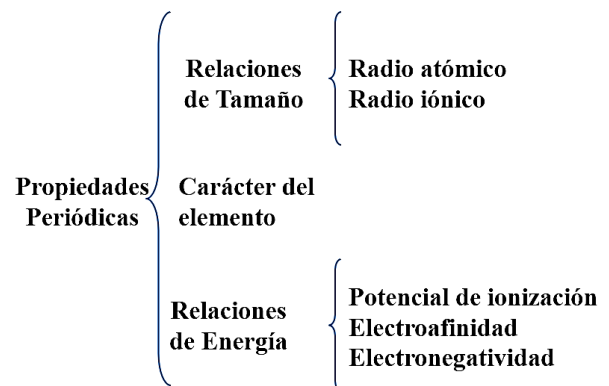 Propiedades
Periódicas
Relaciones
de Tamaño
Radio atómico
Radio iónico
Carácter del
elemento
Relaciones
de Energía
Potencial de ionización
Electroafinidad
Electronegatividad